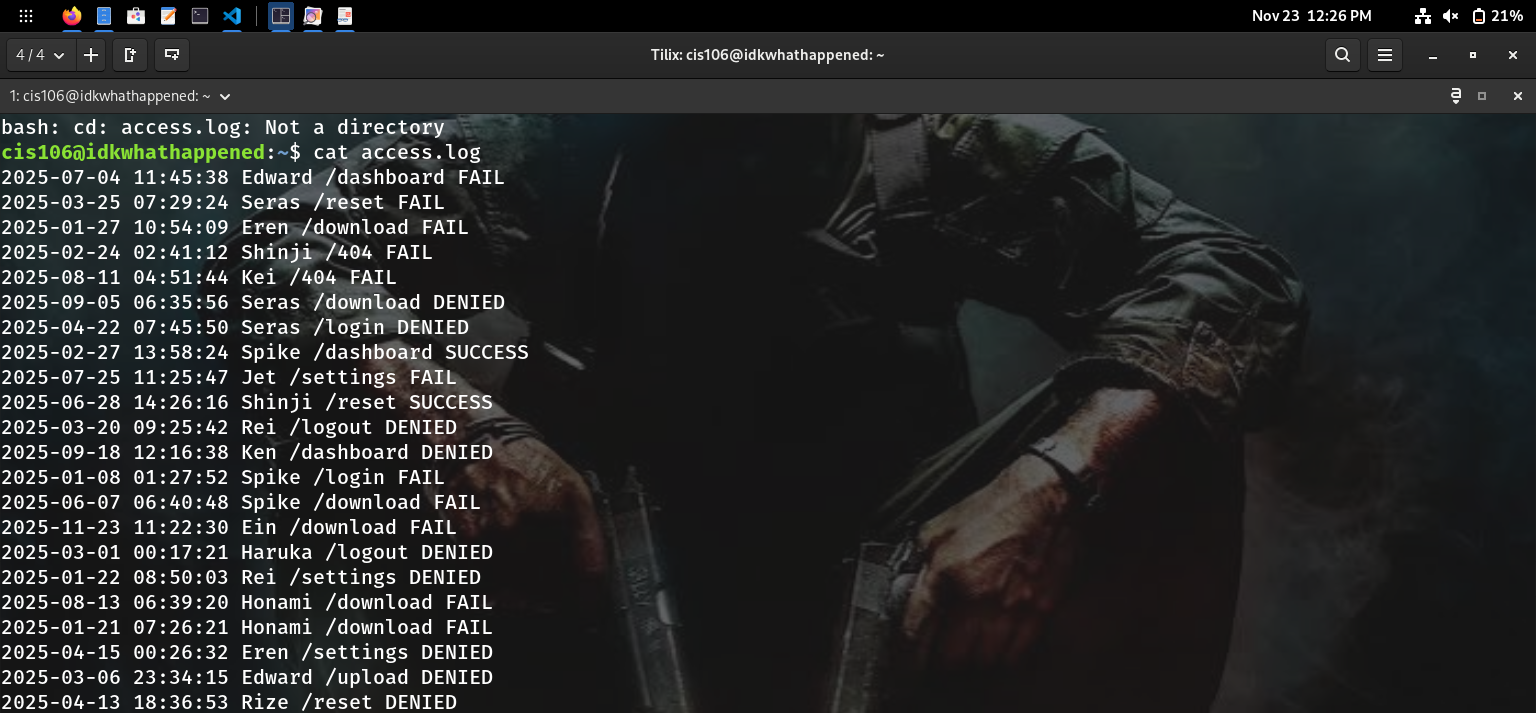 Nov 23 12:26 PM 21%
4 / 4 Tilix: cis106@idkwhathappened: ~
1: cis106@idkwhathappened: ~
bash: cd: access.log: Not a directory
cis106@idkwhathappened:~$ cat access.log
2025-07-04 11:45:38 Edward /dashboard FAIL
2025-03-25 07:29:24 Seras /reset FAIL
2025-01-27 10:54:09 Eren /download FAIL
2025-02-24 02:41:12 Shinji /404 FAIL
2025-08-11 04:51:44 Kei /404 FAIL
2025-09-05 06:35:56 Seras /download DENIED
2025-04-22 07:45:50 Seras /login DENIED
2025-02-27 13:58:24 Spike /dashboard SUCCESS
2025-07-25 11:25:47 Jet /settings FAIL
2025-06-28 14:26:16 Shinji /reset SUCCESS
2025-03-20 09:25:42 Rei /logout DENIED
2025-09-18 12:16:38 Ken /dashboard DENIED
2025-01-08 01:27:52 Spike /login FAIL
2025-06-07 06:40:48 Spike /download FAIL
2025-11-23 11:22:30 Ein /download FAIL
2025-03-01 00:17:21 Haruka /logout DENIED
2025-01-22 08:50:03 Rei /settings DENIED
2025-08-13 06:39:20 Honami /download FAIL
2025-01-21 07:26:21 Honami /download FAIL
2025-04-15 00:26:32 Eren /settings DENIED
2025-03-06 23:34:15 Edward /upload DENIED
2025-04-13 18:36:53 Rize /reset DENIED